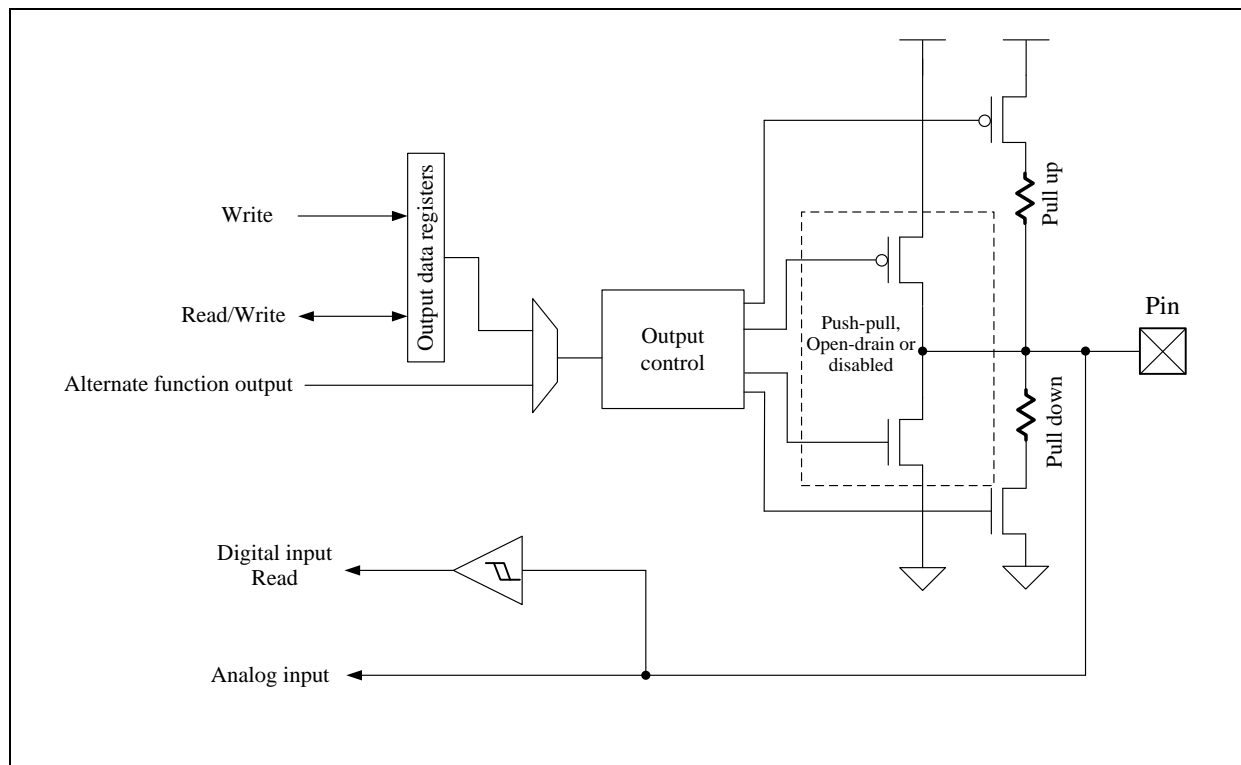 Write
Output data registers
Read/Write
Alternate function output
Output
control
Push-pull,
Open-drain or
disabled
Pull up
Pin
Pull down
Digital input
Read
Analog input